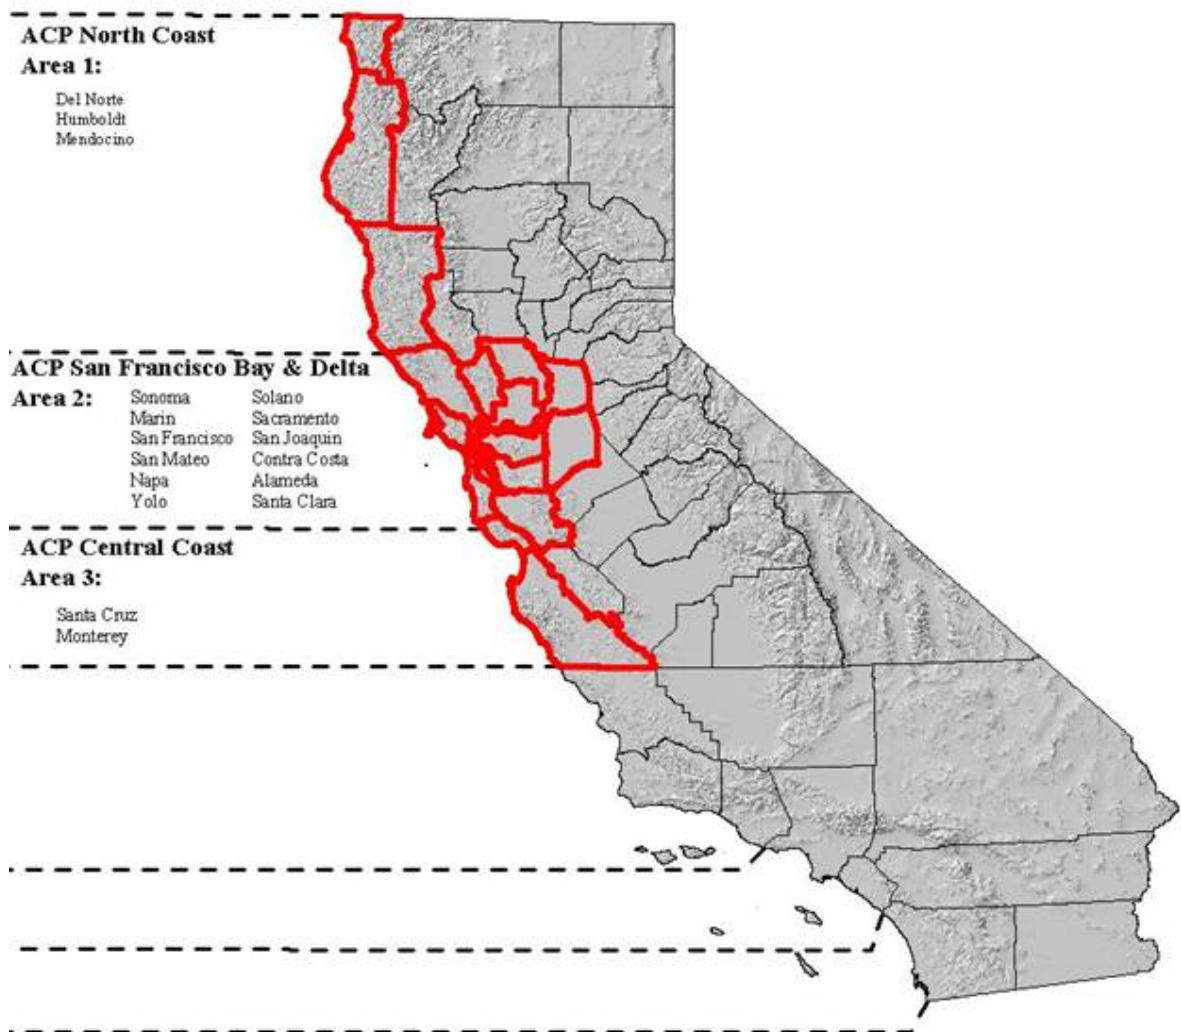 ACP North Coast
Area 1:
Del Norte
Humboldt
Mendocino
ACP San Francisco Bay & Delta
Area 2:
Sonoma Solano
Marin Sacramento
San Francisco San Joaquin
San Mateo Contra Costa
Napa Alameda
Yolo Santa Clara
ACP Central Coast
Area 3:
Santa Cruz
Monterey